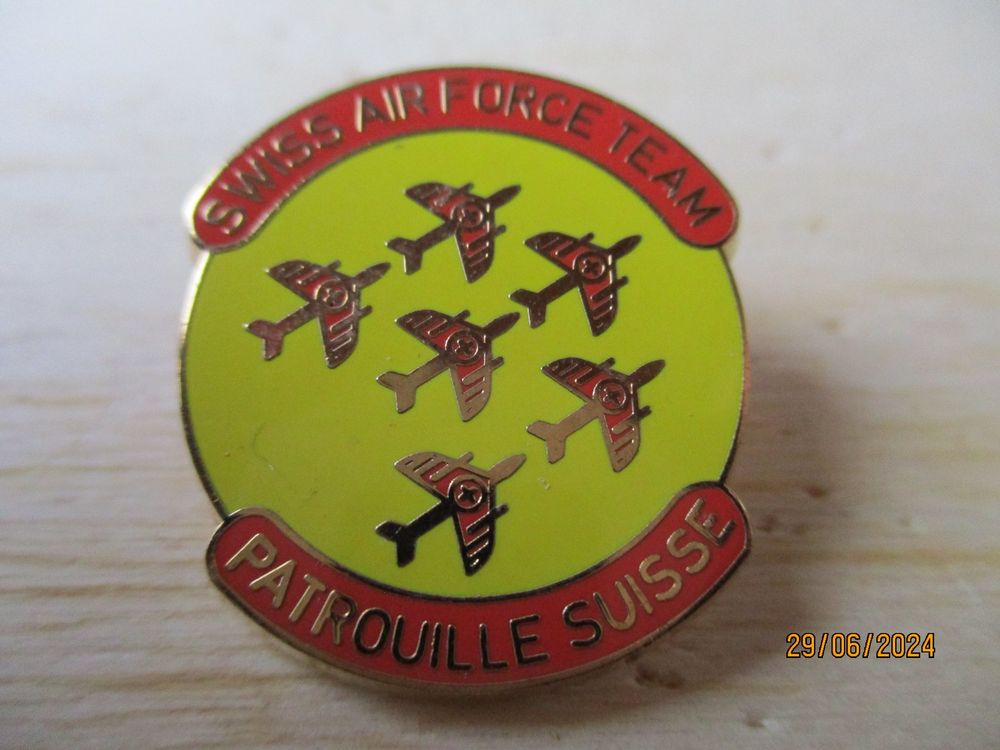 SWISS AIR FORCE TEAM
PATROUILLE SUISSE
29/06/2024